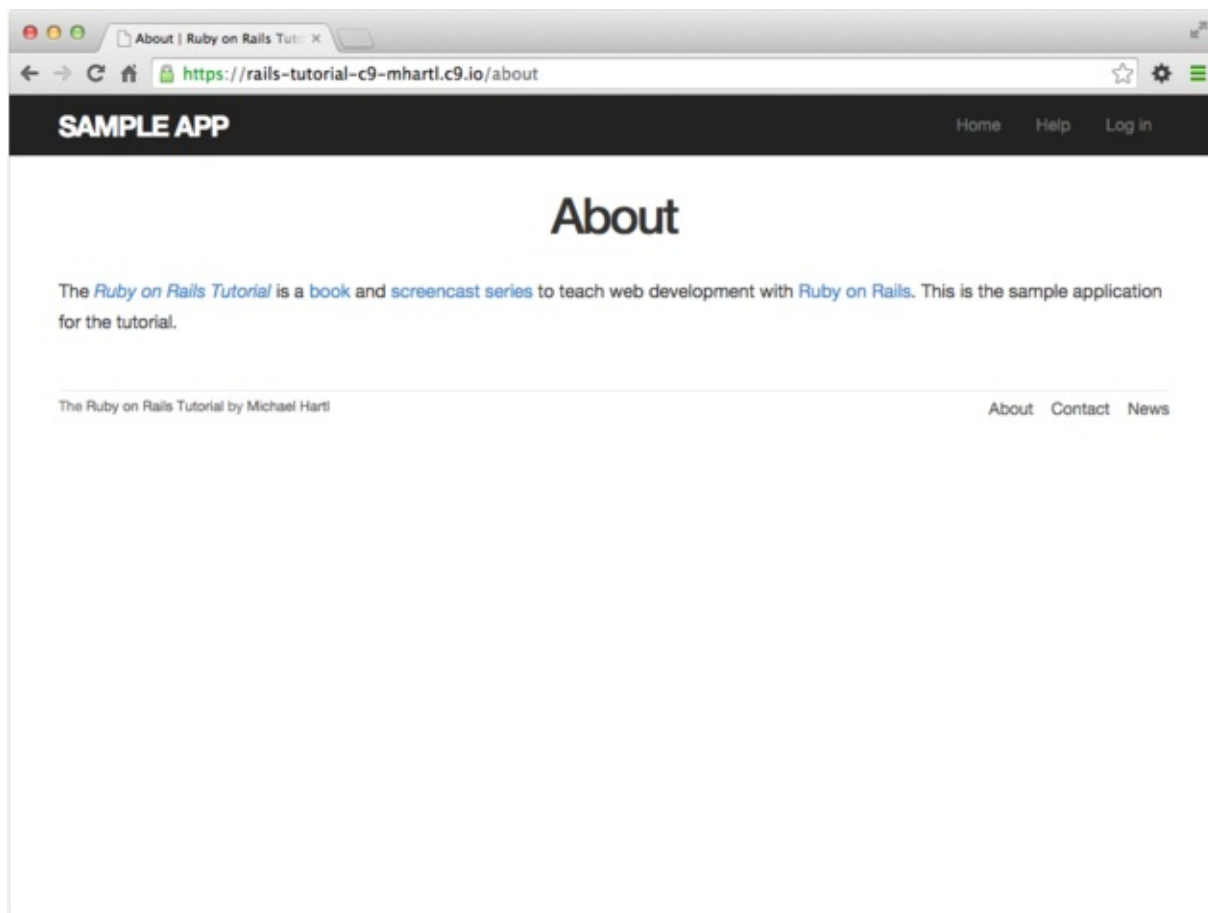 About | Ruby on Rails Tuto
https://rails-tutorial-c9-mhartl.c9.io/about
SAMPLE APP Home Help Log in
About
The Ruby on Rails Tutorial is a book and screencast series to teach web development with Ruby on Rails. This is the sample application
for the tutorial.
The Ruby on Rails Tutorial by Michael Hartl About Contact News